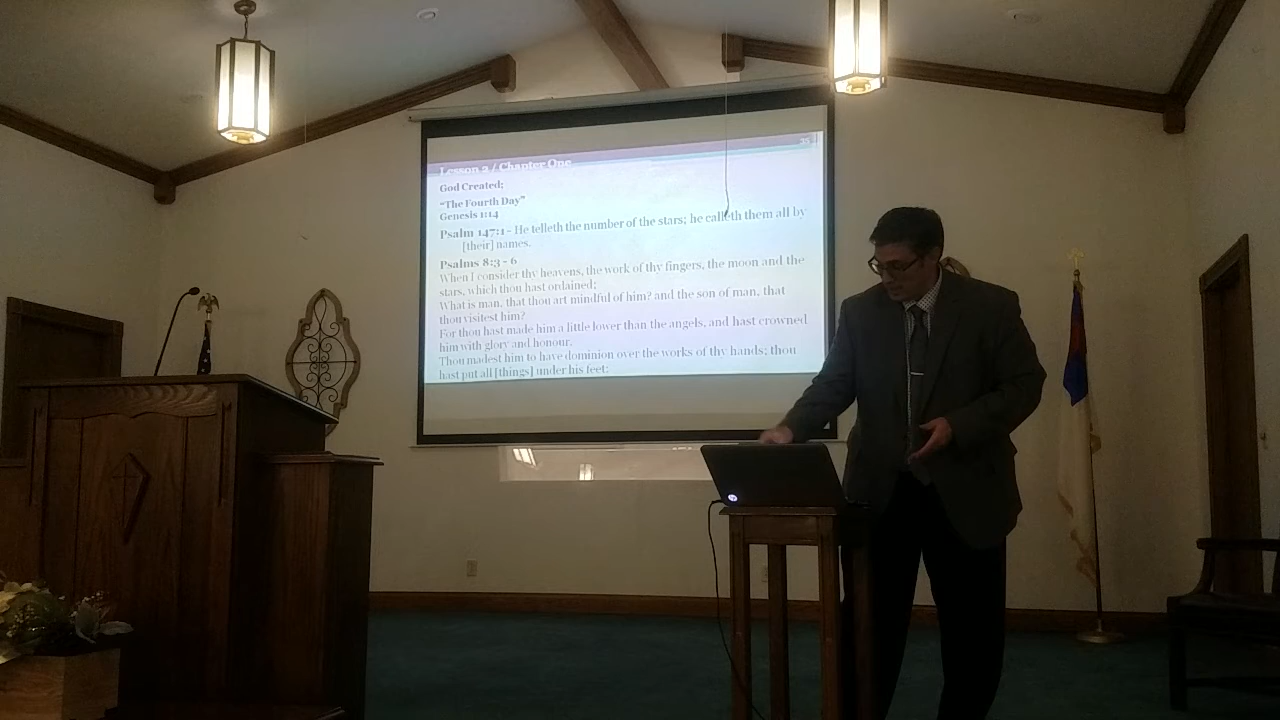 Lesson 2 / Chapter One
25
God Created;
"The Fourth Day"
Genesis 1:14
Psalm 147:1 - He telleth the number of the stars; he calleth them all by
[their] names.
Psalms 8:3 - 6
When I consider thy heavens, the work of thy fingers, the moon and the
stars, which thou hast ordained;
What is man, that thou art mindful of him? and the son of man, that
thou visitest him?
For thou hast made him a little lower than the angels, and hast crowned
him with glory and honour.
Thou madest him to have dominion over the works of thy hands; thou
hast put all [things] under his feet:
hp